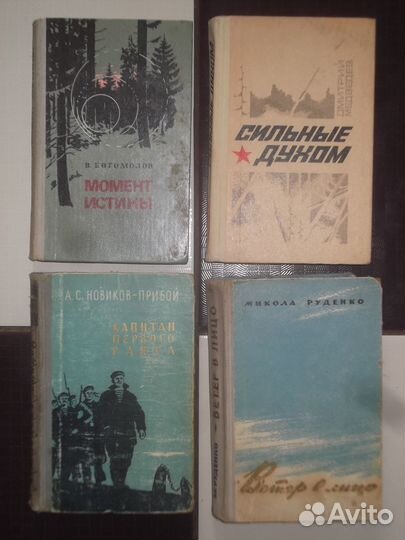 В. БОГОМОЛОВ
МОМЕНТ
ИСТИНЫ
ДМИТРИЙ
МЕДВЕДЕВ
СИЛЬНЫЕ
ДУХОМ
А. С. НОВИКОВ-ПРИБОЙ
КАПИТАН
ПЕРВОГО
РАНГА
МИКОЛА РУДЕНКО
Ветер в лицо
РУДЕНКО ВЕТЕР В ЛИЦО
Avito